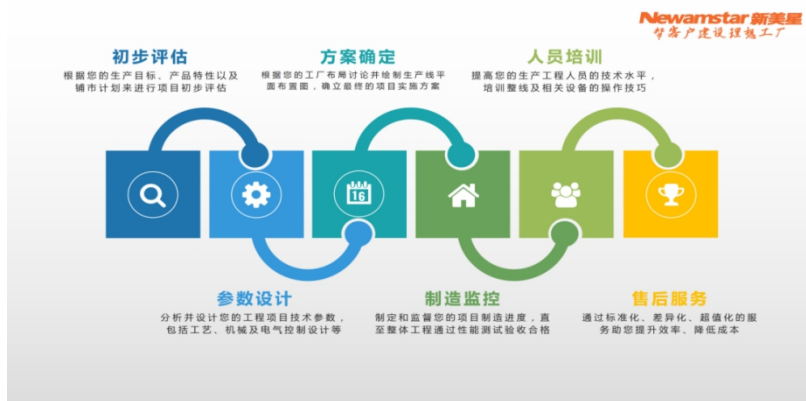 Newamstar 新美星
帮客户建设理想工厂
初步评估
根据您的生产目标、产品特性以及
铺市计划来进行项目初步评估
方案确定
根据您的工厂布局讨论并绘制生产线平
面布置图，确立最终的项目实施方案
人员培训
提高您的生产工程人员的技术水平，
培训整线及相关设备的操作技巧
16
参数设计
分析并设计您的工程项目技术参数，
包括工艺、机械及电气控制设计等
制造监控
制定和监督您的项目制造进度，直
至整体工程通过性能测试验收合格
售后服务
通过标准化、差异化、超值化的服
务助您提升效率、降低成本